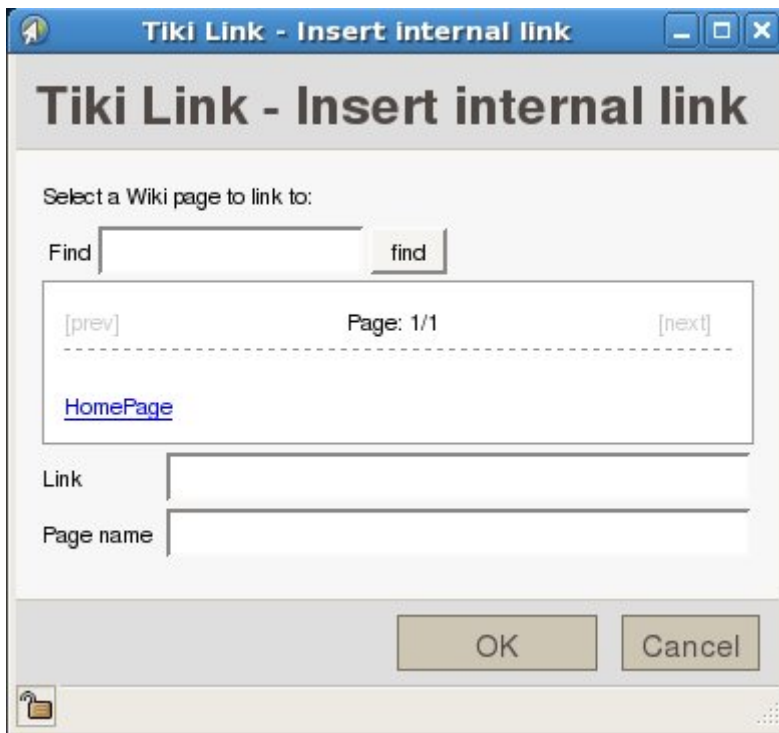 Tiki Link - Insert internal link
Tiki Link - Insert internal link
Select a Wiki page to link to:
Find find
[prev] Page: 1/1 [next]
HomePage
Link
Page name
OK Cancel